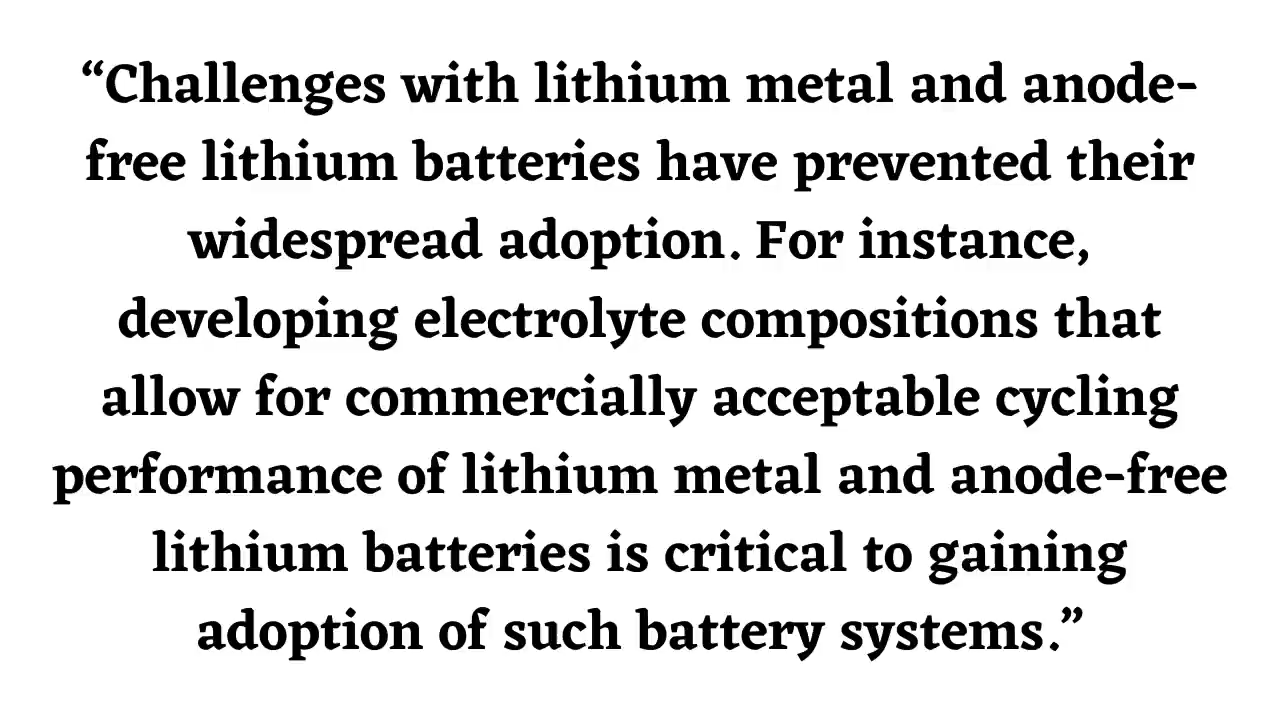 “Challenges with lithium metal and anode-
free lithium batteries have prevented their
widespread adoption. For instance,
developing electrolyte compositions that
allow for commercially acceptable cycling
performance of lithium metal and anode-free
lithium batteries is critical to gaining
adoption of such battery systems.”